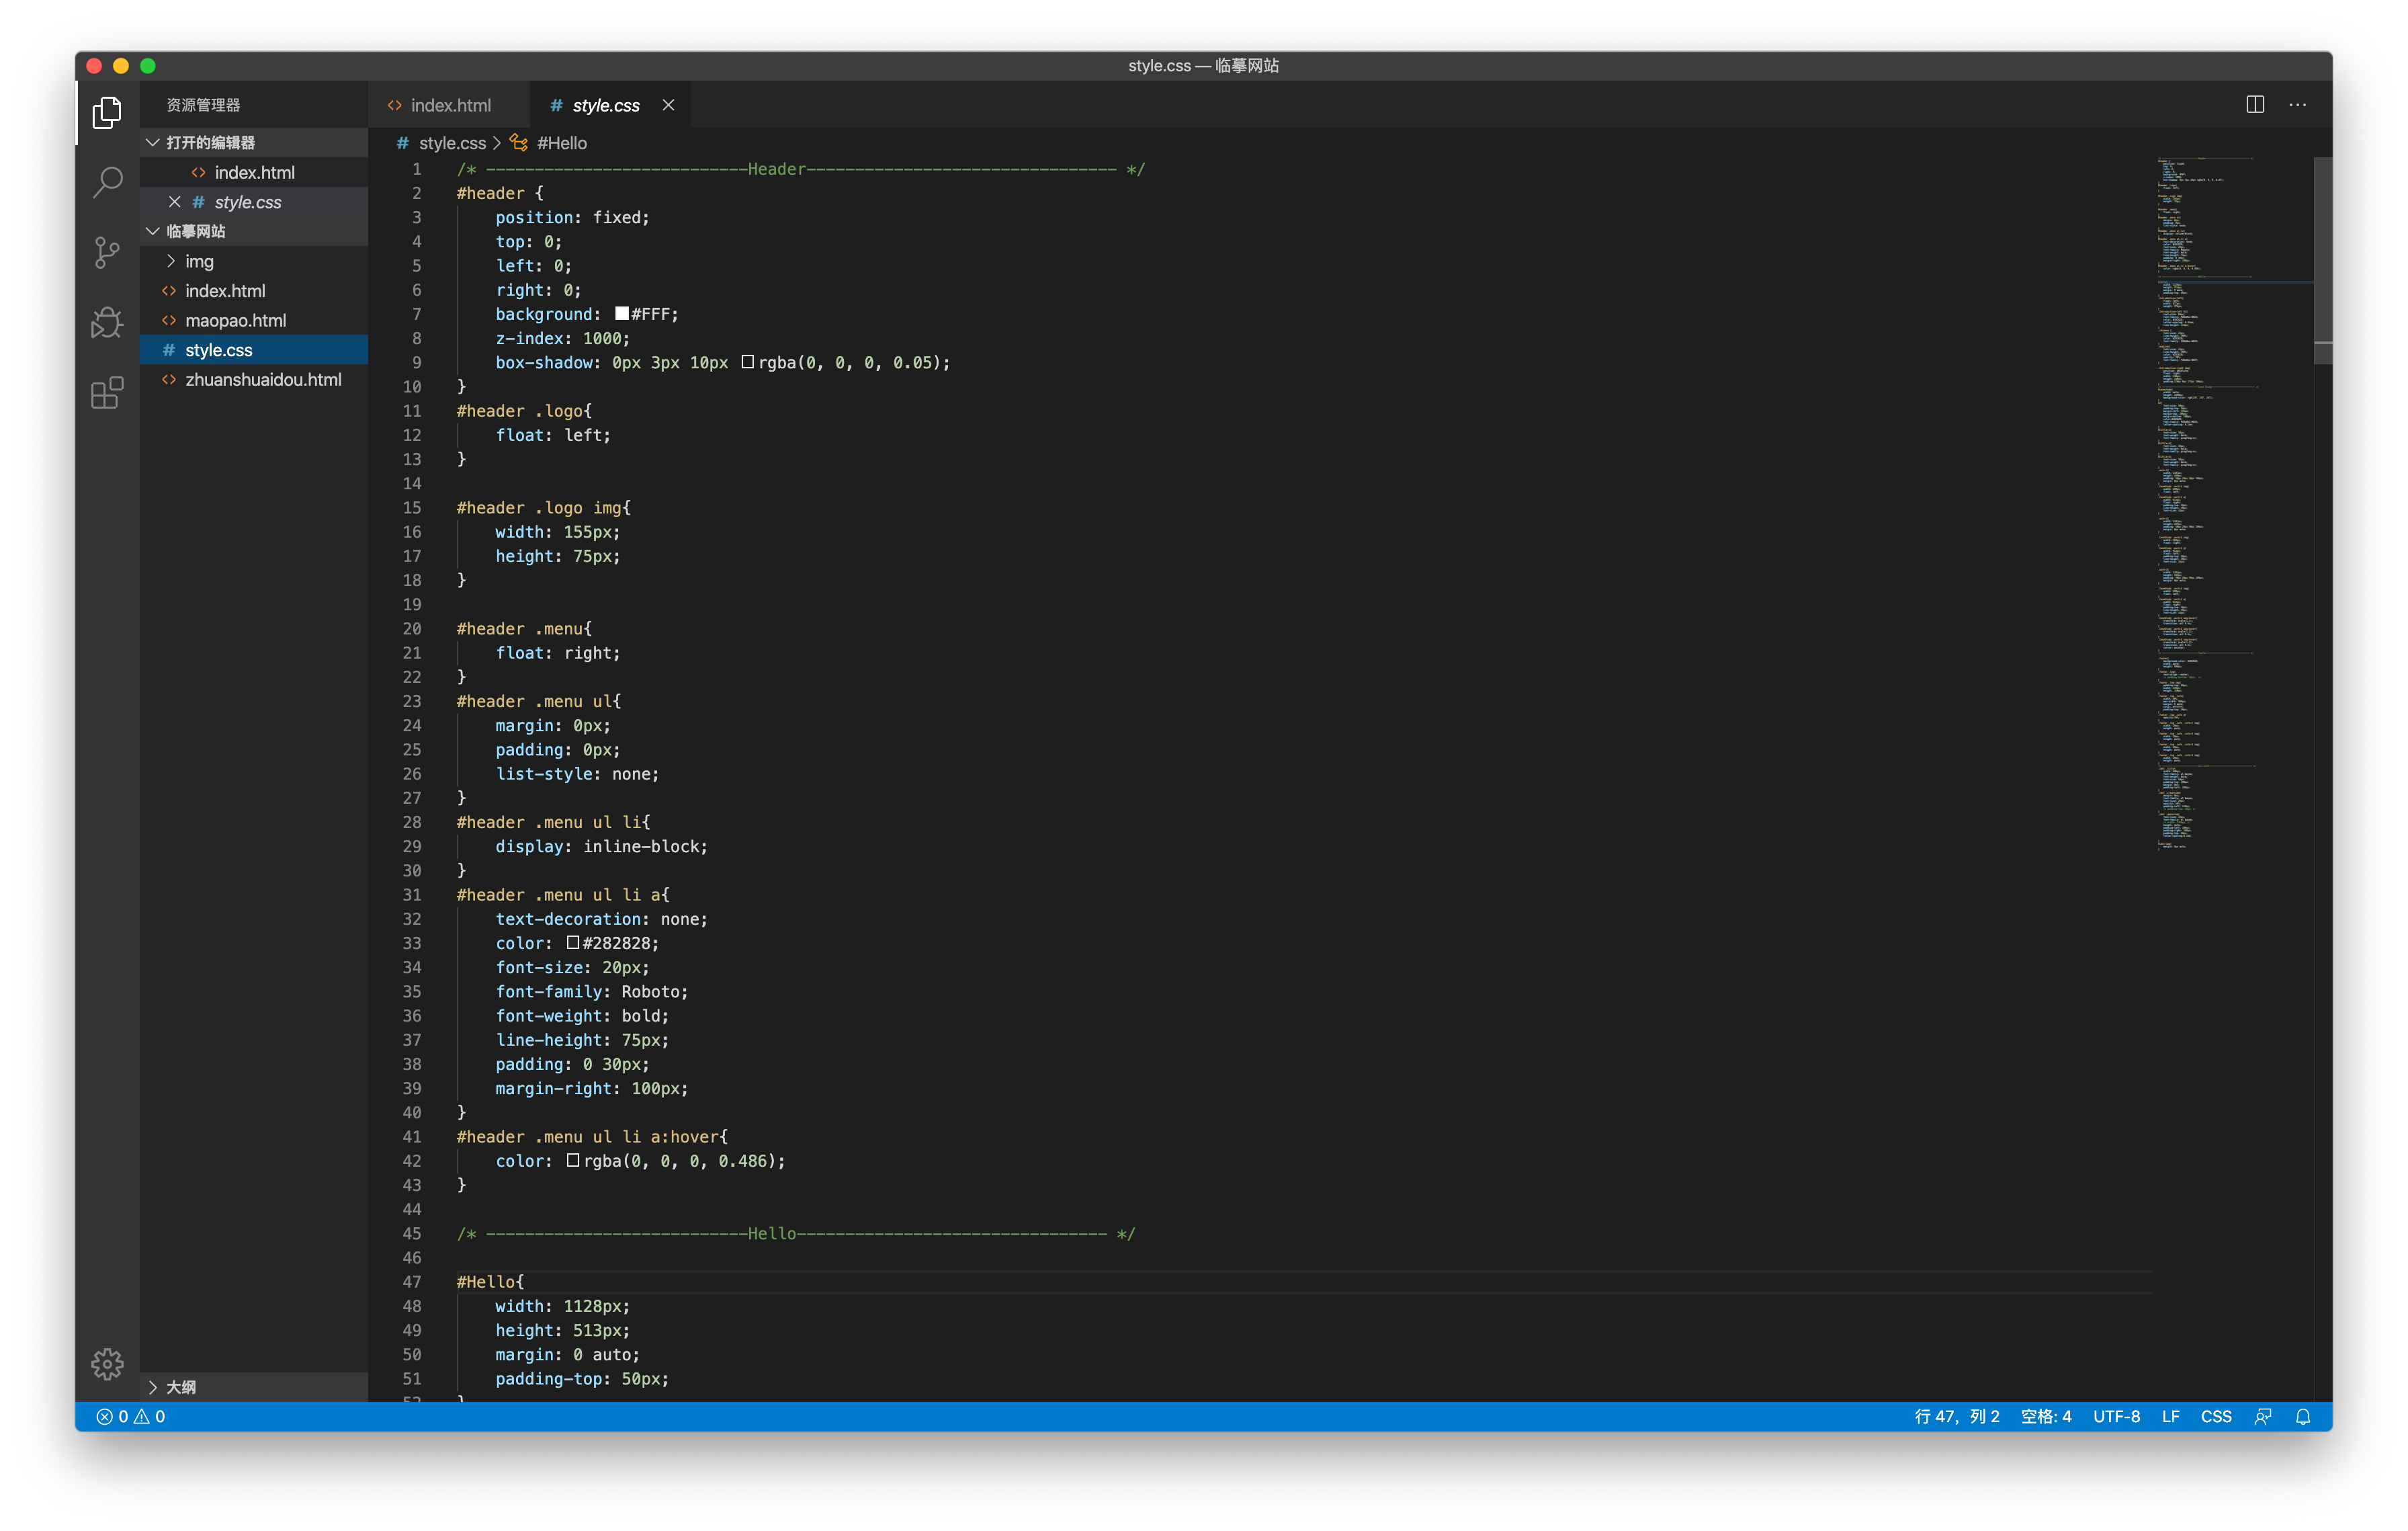 style.css — 临摹网站
资源管理器
打开的编辑器
index.html
style.css
临摹网站
img
index.html
maopao.html
style.css
zhuanshuaidou.html
大纲
index.html
style.css
style.css > #Hello
1 /* ---------------------------Header-------------------------------- */
2 #header {
3 position: fixed;
4 top: 0;
5 left: 0;
6 right: 0;
7 background: #FFF;
8 z-index: 1000;
9 box-shadow: 0px 3px 10px rgba(0, 0, 0, 0.05);
10 }
11 #header .logo{
12 float: left;
13 }
14
15 #header .logo img{
16 width: 155px;
17 height: 75px;
18 }
19
20 #header .menu{
21 float: right;
22 }
23 #header .menu ul{
24 margin: 0px;
25 padding: 0px;
26 list-style: none;
27 }
28 #header .menu ul li{
29 display: inline-block;
30 }
31 #header .menu ul li a{
32 text-decoration: none;
33 color: #282828;
34 font-size: 20px;
35 font-family: Roboto;
36 font-weight: bold;
37 line-height: 75px;
38 padding: 0 30px;
39 margin-right: 100px;
40 }
41 #header .menu ul li a:hover{
42 color: rgba(0, 0, 0, 0.486);
43 }
44
45 /* ---------------------------Hello-------------------------------- */
46
47 #Hello{
48 width: 1128px;
49 height: 513px;
50 margin: 0 auto;
51 padding-top: 50px;
0 0
行 47，列 2 空格: 4 UTF-8 LF CSS